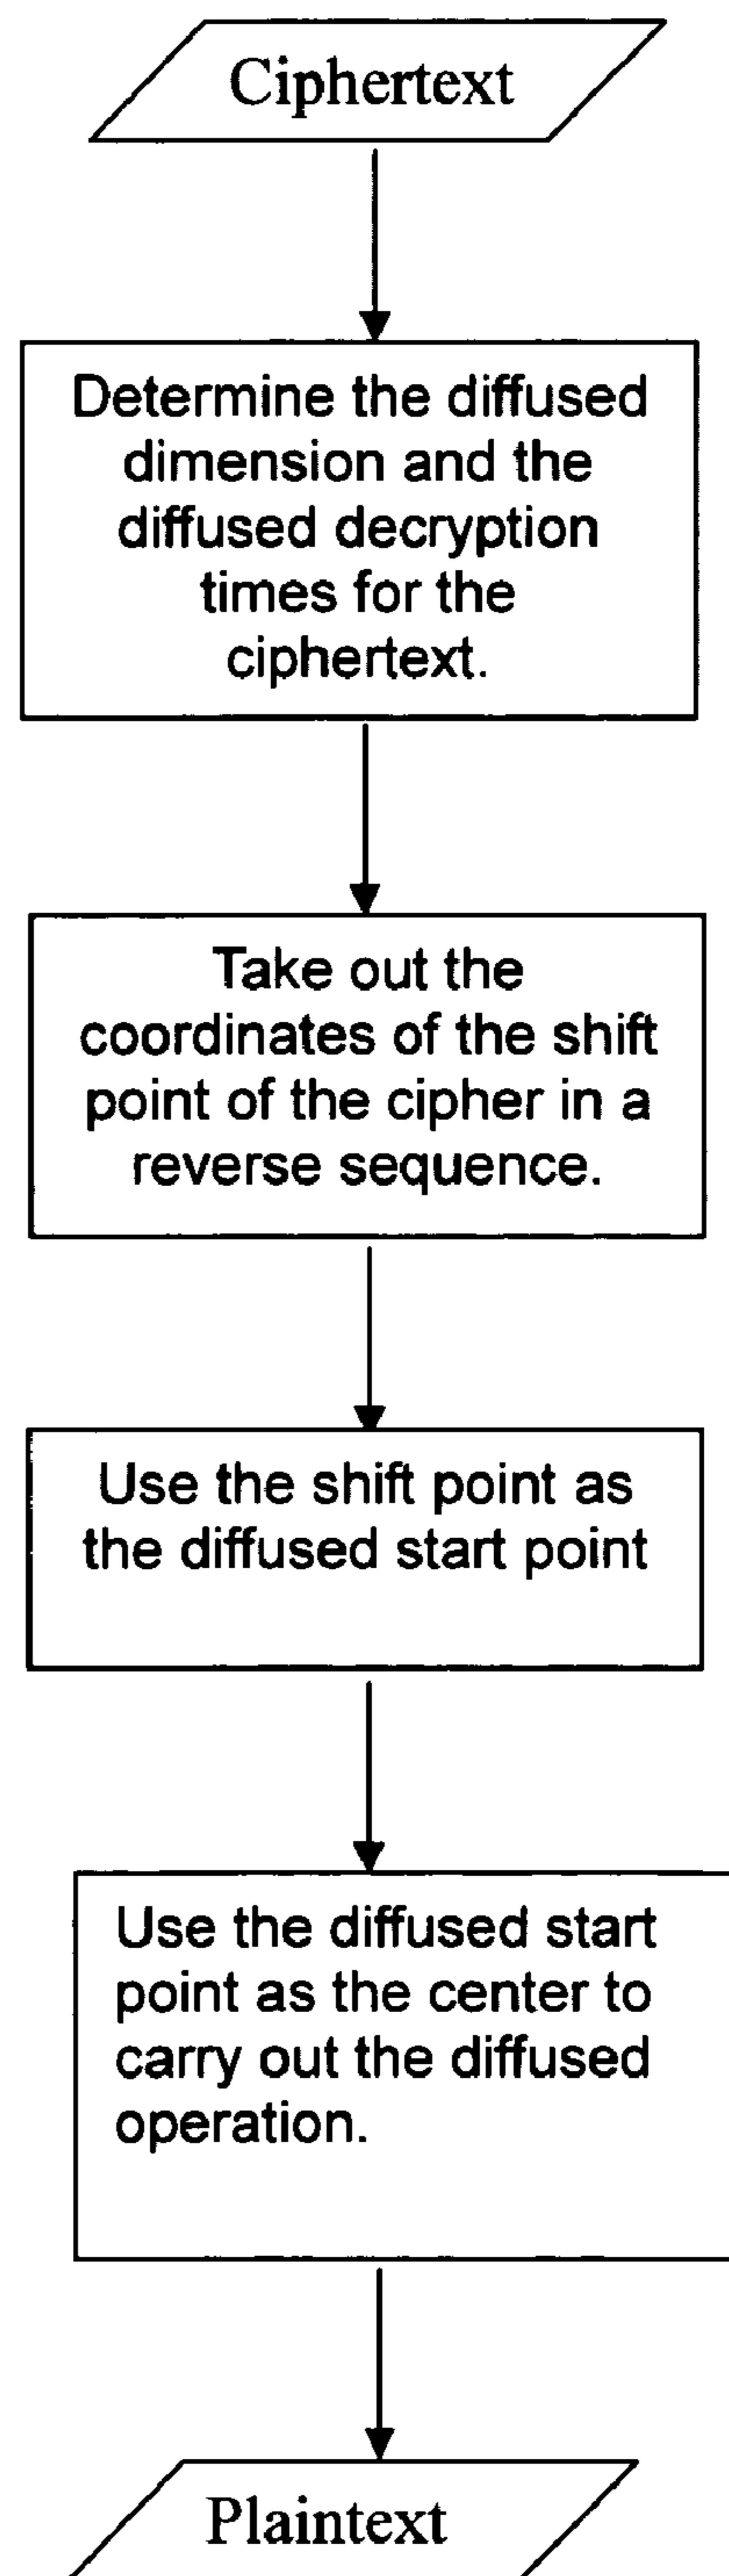 Ciphertext
Determine the diffused
dimension and the
diffused decryption
times for the
ciphertext.
Take out the
coordinates of the shift
point of the cipher in a
reverse sequence.
Use the shift point as
the diffused start point
Use the diffused start
point as the center to
carry out the diffused
operation.
Plaintext